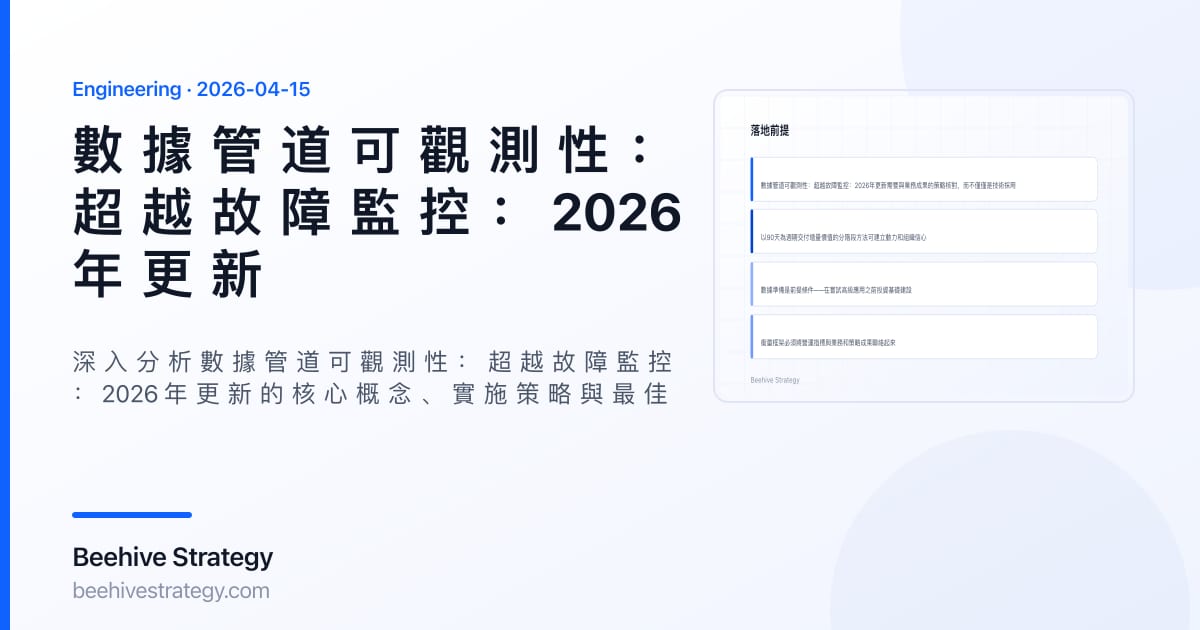 Engineering · 2026-04-15
數據管道可觀測性：
超越故障監控：2026
年更新
深入分析數據管道可觀測性：超越故障監控
：2026年更新的核心概念、實施策略與最佳
Beehive Strategy
beehivestrategy.com
落地前提
數據管道可觀測性：超越故障監控：2026年更新需要與業務成果的策略核對，而不僅僅是技術採用
以90天為週期交付增量價值的分階段方法可建立動力和組織信心
數據準備是前提條件——在嘗試高級應用之前投資基礎建設
衡量框架必須將營運指標與業務和策略成果聯絡起來
Beehive Strategy